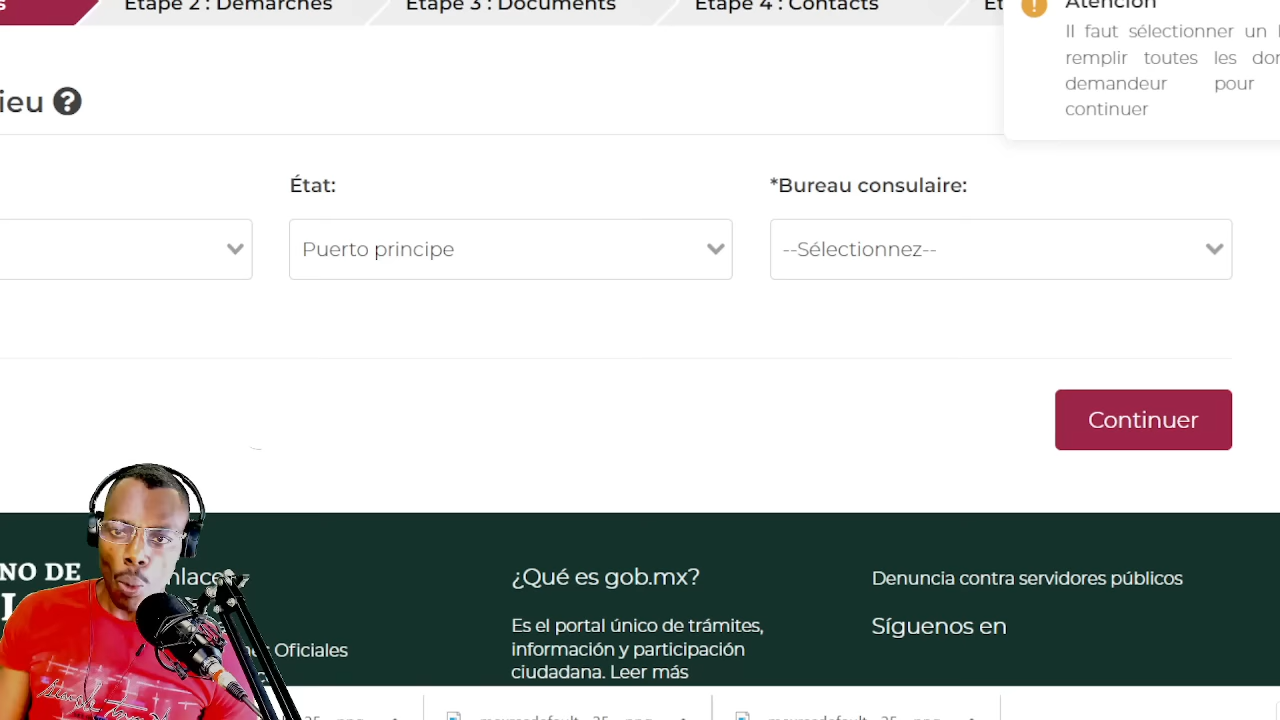 Etape 2 : Démarches
Etape 3 : Documents
Etape 4 : Contacts
Atención
Il faut sélectionner un
remplir toutes les
demandeur pour
continuer
ieu ?
État:
*Bureau consulaire:
Puerto principe
--Sélectionnez--
Continuer
NO DE
nlaces
¿Qué es gob.mx?
Denuncia contra servidores públicos
Es el portal único de trámites,
información y participación
ciudadana. Leer más
Síguenos en
Oficiales